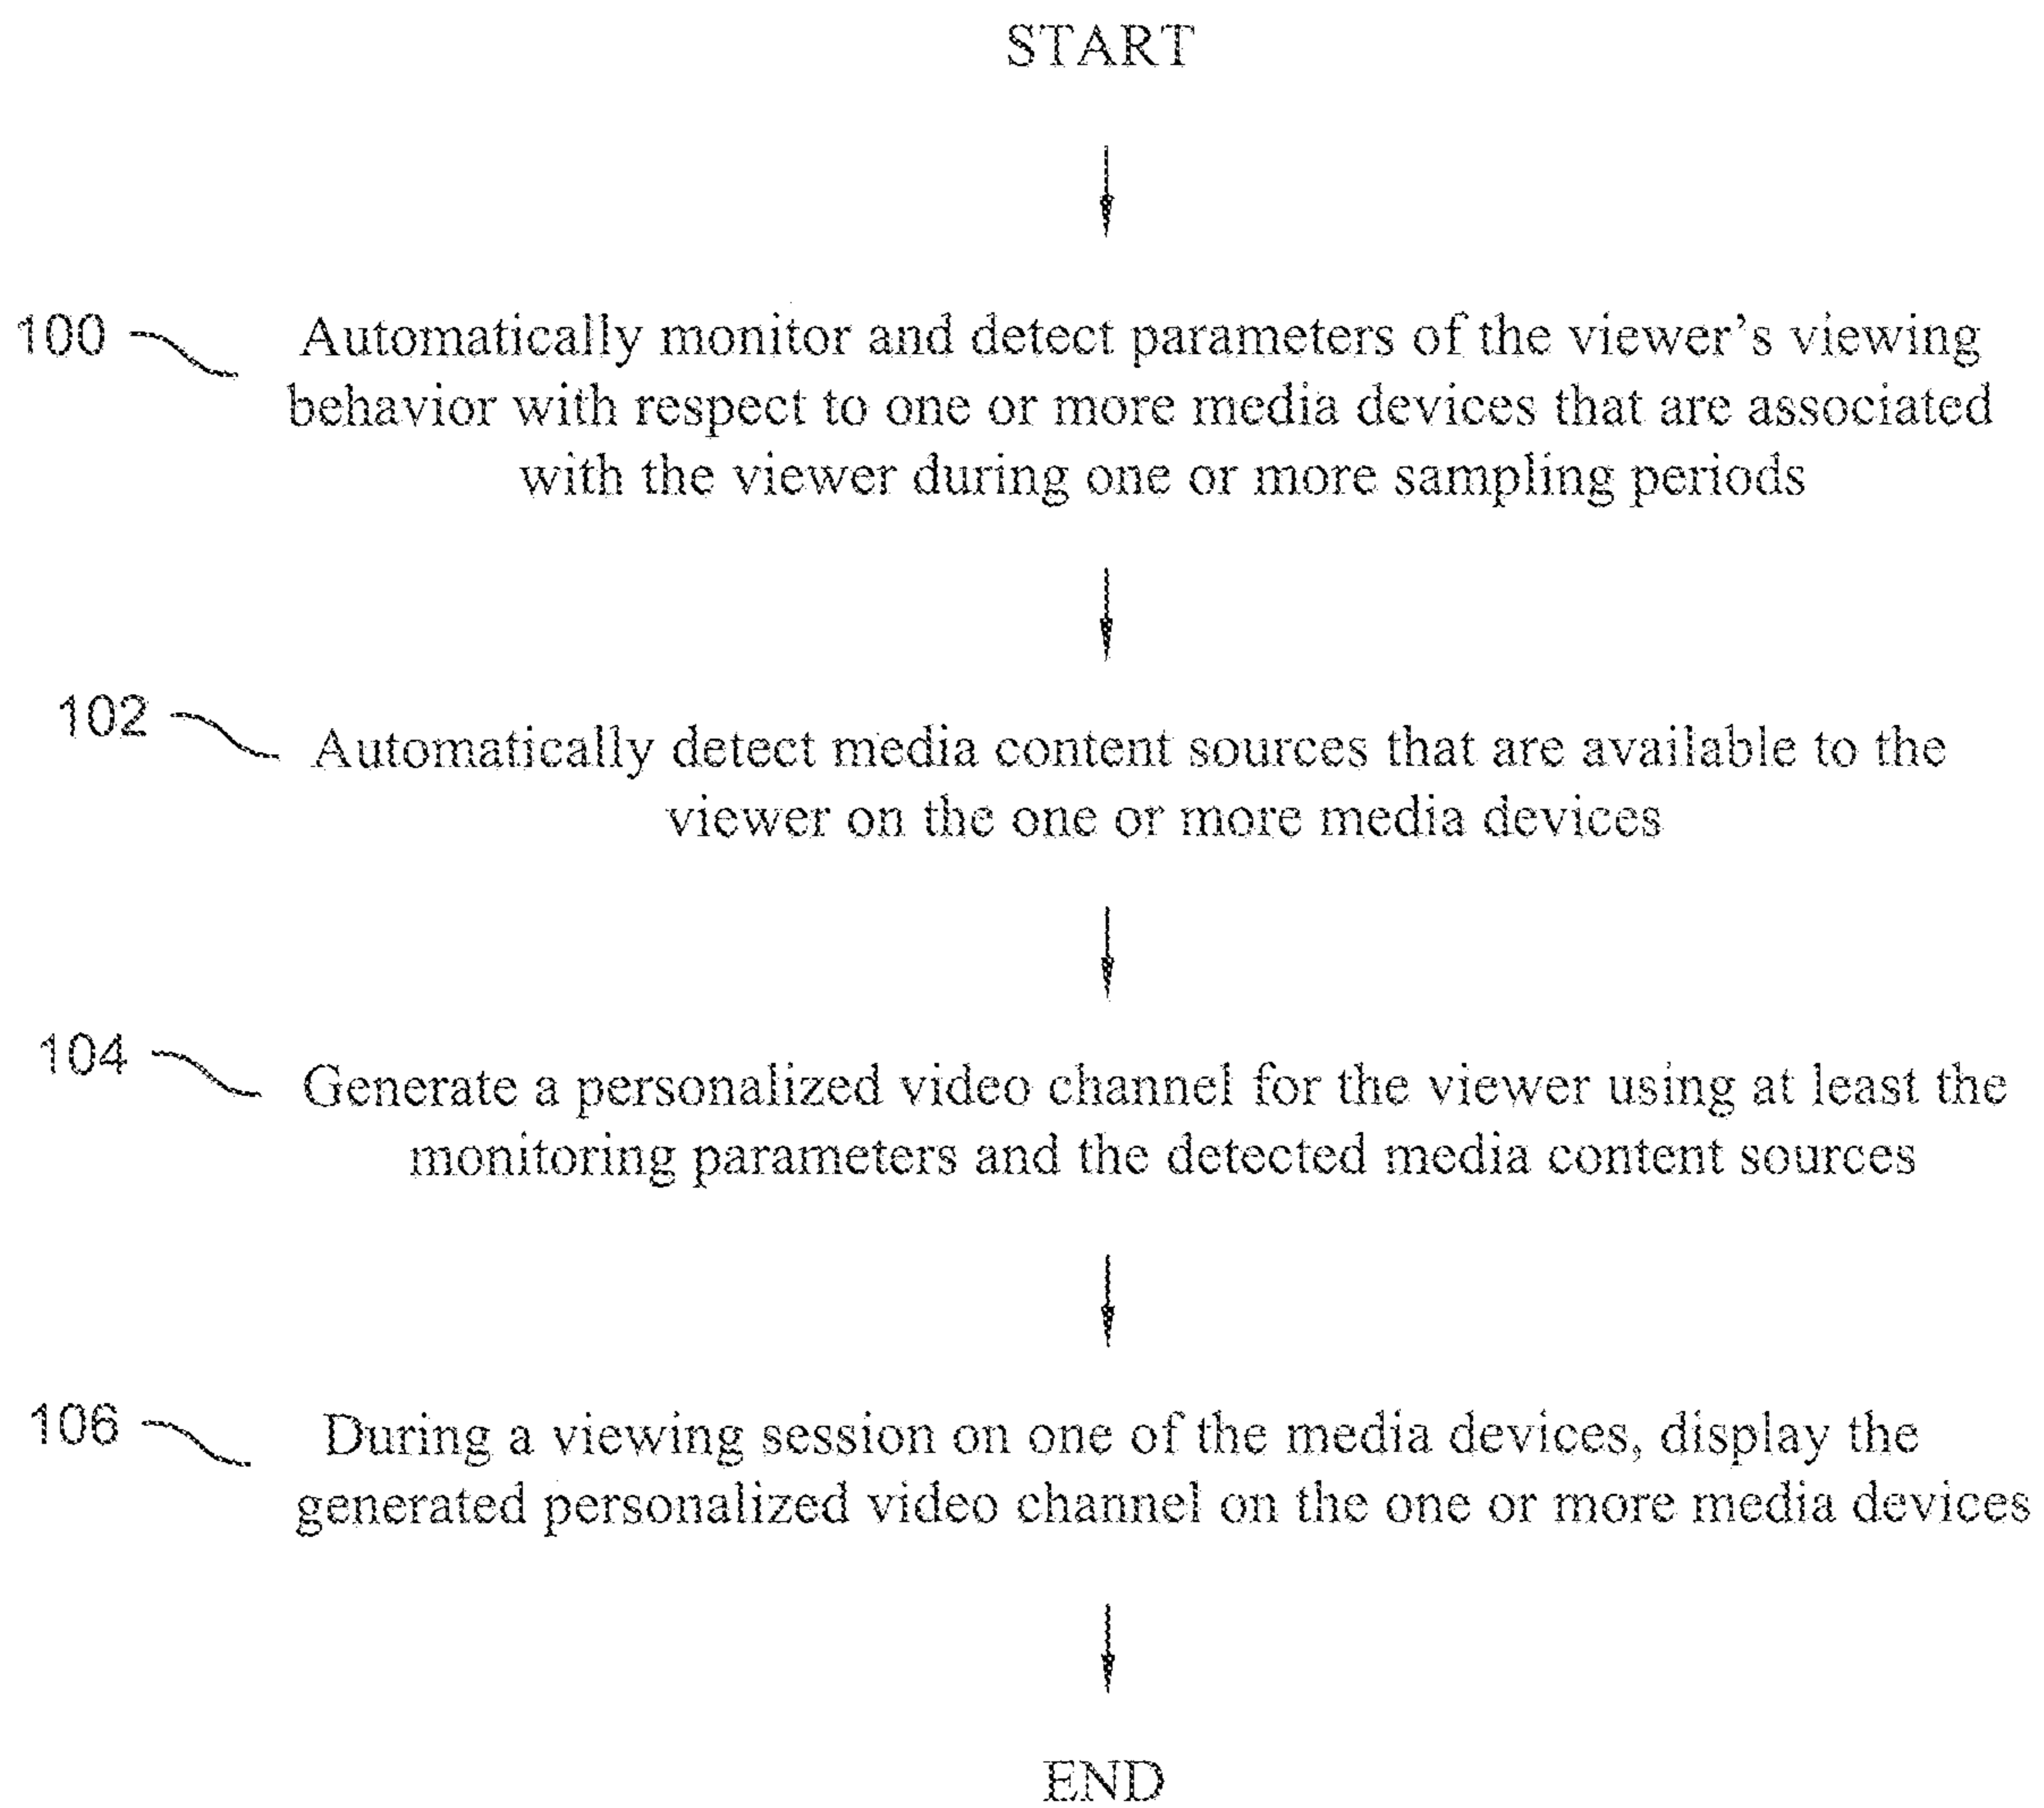 START
100 Automatically monitor and detect parameters of the viewer's viewing
behavior with respect to one or more media devices that are associated
with the viewer during one or more sampling periods
102 Automatically detect media content sources that are available to the
viewer on the one or more media devices
104 Generate a personalized video channel for the viewer using at least the
monitoring parameters and the detected media content sources
106 During a viewing session on one of the media devices, display the
generated personalized video channel on the one or more media devices
END